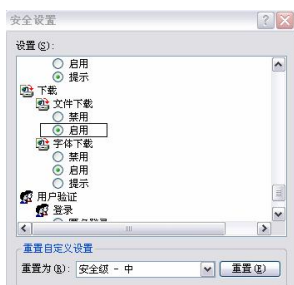 安全设置
设置(S):
启用
提示
下载
文件下载
禁用
启用
字体下载
禁用
启用
提示
用户验证
登录
重置自定义设置
重置为(R): 安全级 - 中 重置(E)